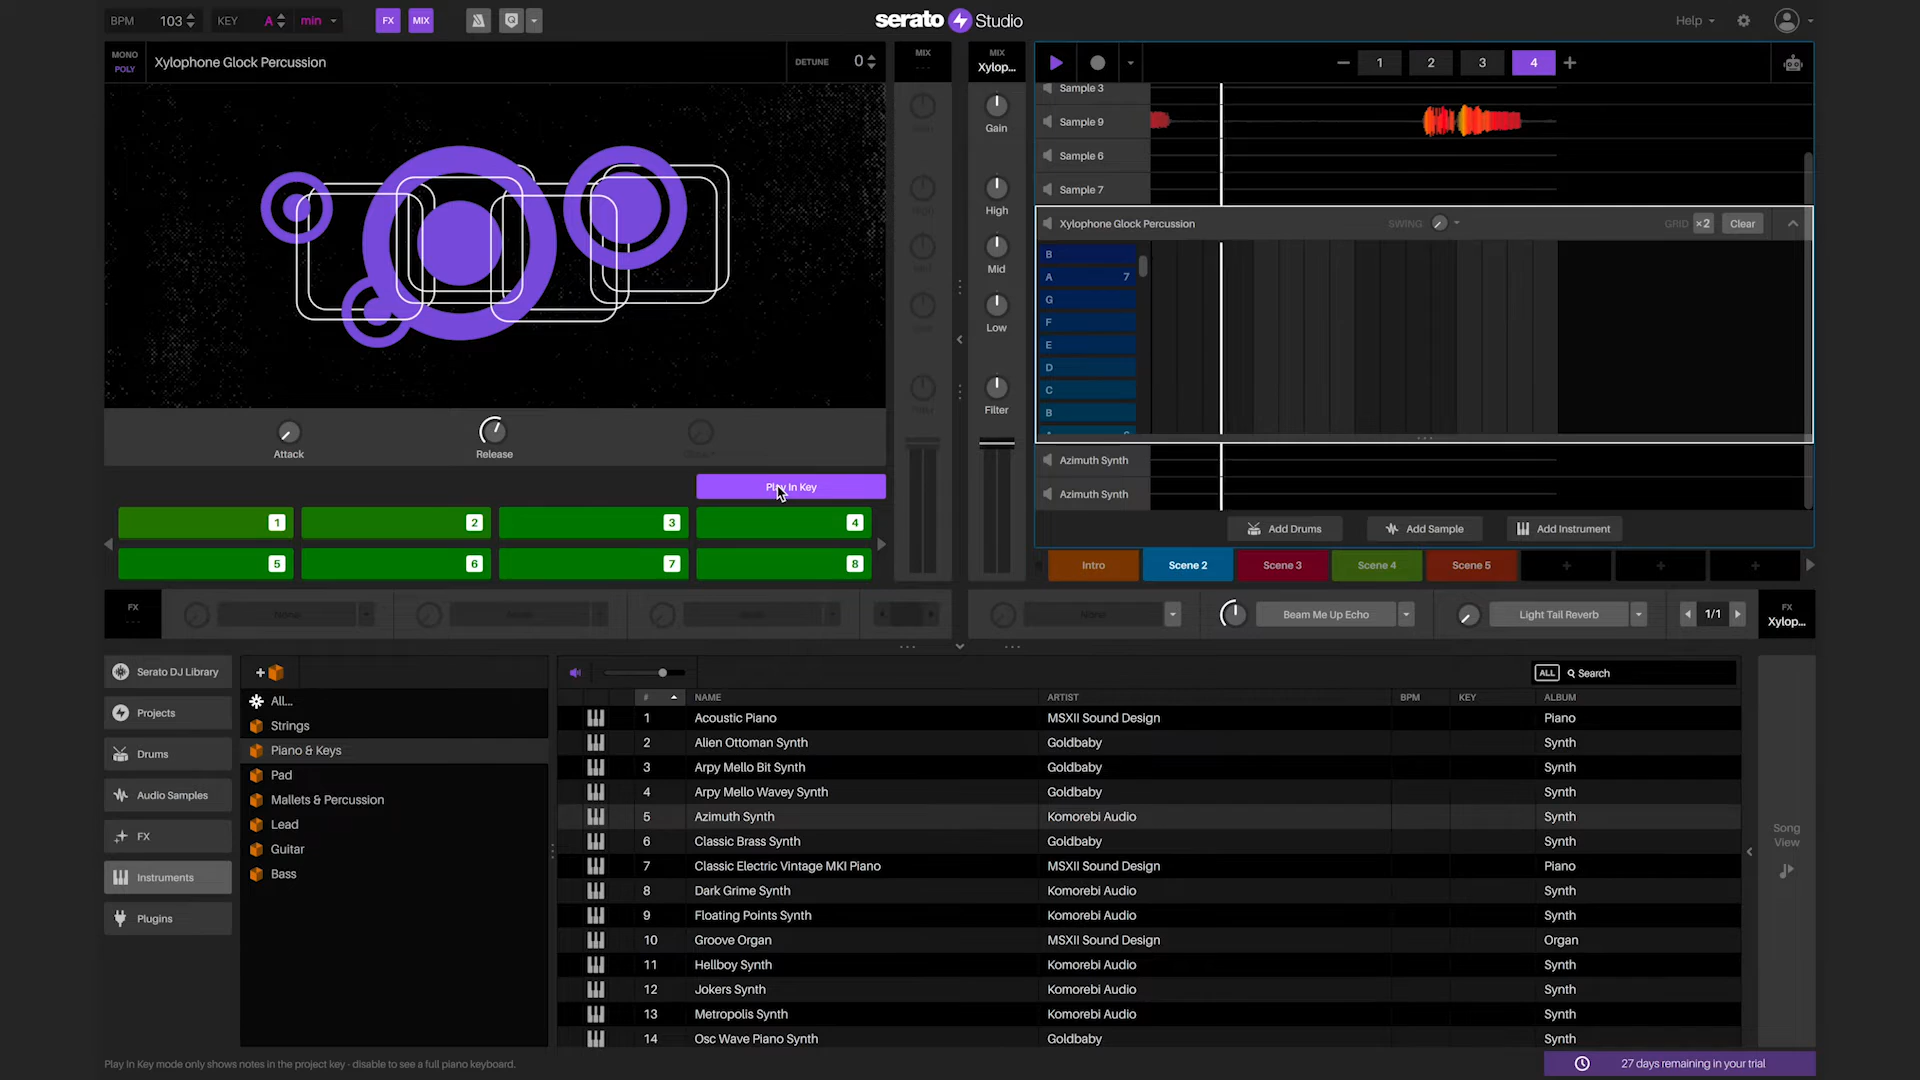 BPM 103 KEY A min FX MIX Q serato Studio Help
MONO
POLY
Xylophone Glock Percussion
DETUNE 0
MIX
MIX
Xylop...
1 2 3 4
Gain
High
Mid
Low
Filter
Sample 3
Sample 9
Sample 6
Sample 7
Xylophone Glock Percussion SWING GRID x2 Clear
B
A 7
G
F
E
D
C
B
Azimuth Synth
Azimuth Synth
Attack
Release
Play In Key
1 2 3 4
5 6 7 8
Add Drums Add Sample Add Instrument
Intro Scene 2 Scene 3 Scene 4 Scene 5
FX
None
None Beam Me Up Echo Light Tail Reverb 1/1
FX
Xylop...
Serato DJ Library
Projects
Drums
Audio Samples
FX
Instruments
Plugins
All...
Strings
Piano & Keys
Pad
Mallets & Percussion
Lead
Guitar
Bass
ALL Search
# NAME ARTIST BPM KEY ALBUM
1 Acoustic Piano MSXII Sound Design Piano
2 Alien Ottoman Synth Goldbaby Synth
3 Arpy Mello Bit Synth Goldbaby Synth
4 Arpy Mello Wavey Synth Goldbaby Synth
5 Azimuth Synth Komorebi Audio Synth
6 Classic Brass Synth Goldbaby Synth
7 Classic Electric Vintage MKI Piano MSXII Sound Design Piano
8 Dark Grime Synth Komorebi Audio Synth
9 Floating Points Synth Komorebi Audio Synth
10 Groove Organ MSXII Sound Design Organ
11 Hellboy Synth Komorebi Audio Synth
12 Jokers Synth Komorebi Audio Synth
13 Metropolis Synth Komorebi Audio Synth
14 Osc Wave Piano Synth Goldbaby Synth
Song
View
Play In Key mode only shows notes in the project key - disable to see a full piano keyboard.
27 days remaining in your trial